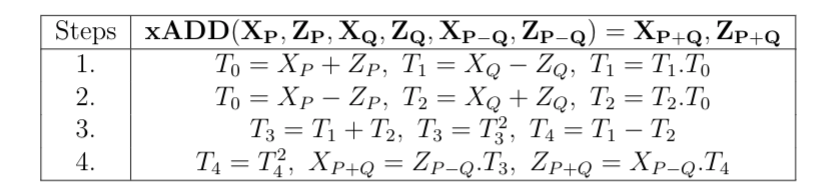 Steps xADD(X_P, Z_P, X_Q, Z_Q, X_{P−Q}, Z_{P−Q}) = X_{P+Q}, Z_{P+Q}
1. T_0 = X_P + Z_P, T_1 = X_Q − Z_Q, T_1 = T_1.T_0
2. T_0 = X_P − Z_P, T_2 = X_Q + Z_Q, T_2 = T_2.T_0
3. T_3 = T_1 + T_2, T_3 = T_3^2, T_4 = T_1 − T_2
4. T_4 = T_4^2, X_{P+Q} = Z_{P−Q}.T_3, Z_{P+Q} = X_{P−Q}.T_4